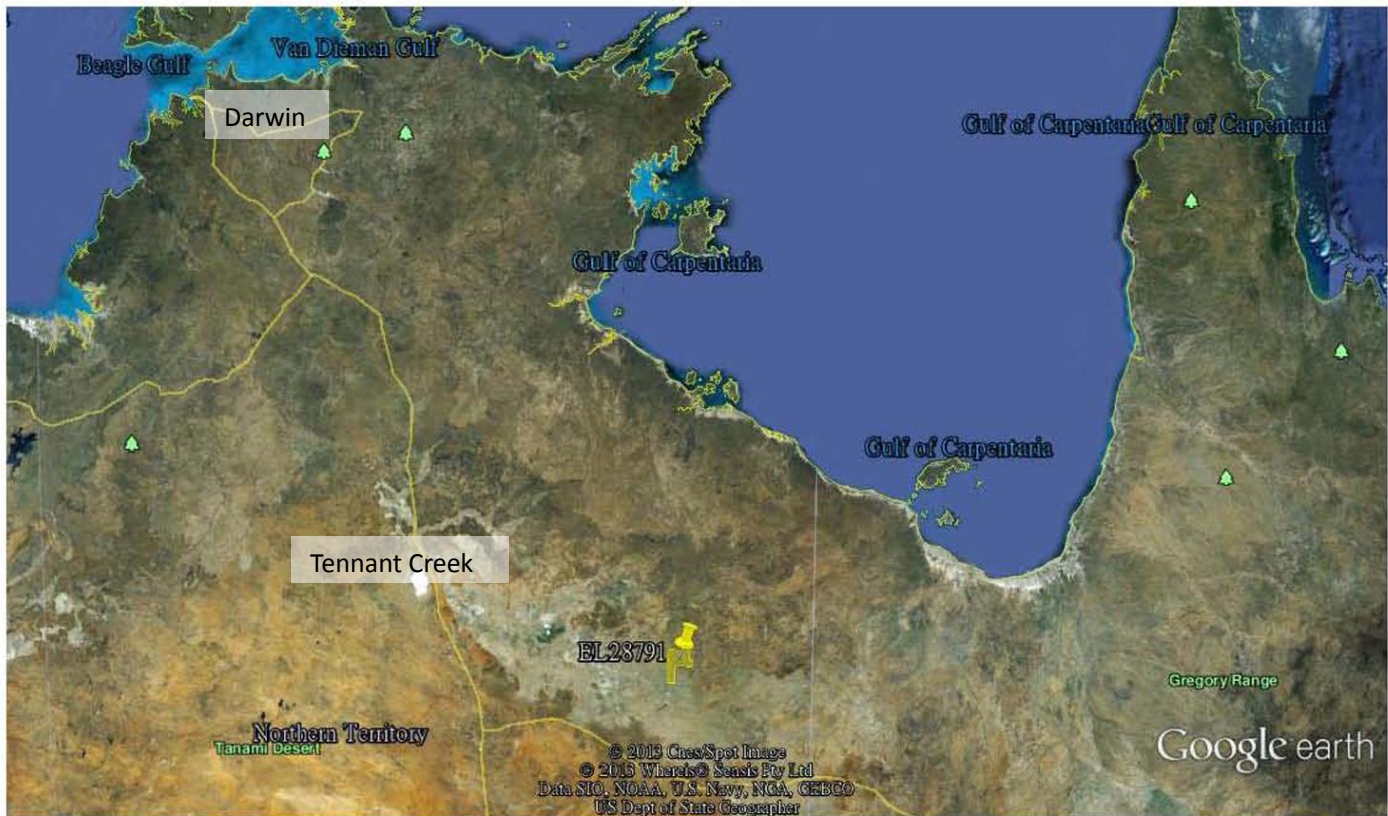 Van Dieman Gulf
Beagle Gulf
Darwin
Gulf of CarpentariaGulf of Carpentaria
Gulf of Carpentaria
Gulf of Carpentaria
Tennant Creek
EL28791
Gregory Range
Northern Territory
Tanami Desert
Google earth
© 2013 Cnes/Spot Image
© 2013 Whereis® Sensis Pty Ltd
Data SIO, NOAA, U.S. Navy, NGA, GEBCO
US Dept of State Geographer